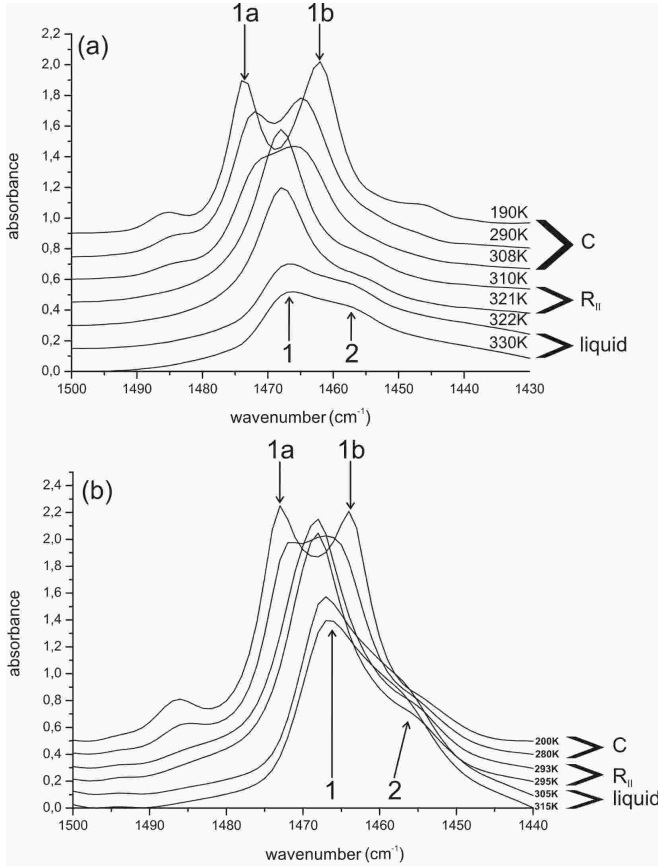 1a 1b
(a)
2,2
2,0
1,8
1,6
1,4
1,2
1,0
0,8
0,6
0,4
0,2
0,0
absorbance
190K
290K
308K
C
310K
321K
R_II
322K
330K
liquid
1 2
1500 1490 1480 1470 1460 1450 1440 1430
wavenumber (cm⁻¹)
1a 1b
(b)
2,4
2,2
2,0
1,8
1,6
1,4
1,2
1,0
0,8
0,6
0,4
0,2
0,0
absorbance
200K
280K
C
293K
295K
R_II
305K
315K
liquid
1 2
1500 1490 1480 1470 1460 1450 1440
wavenumber (cm⁻¹)